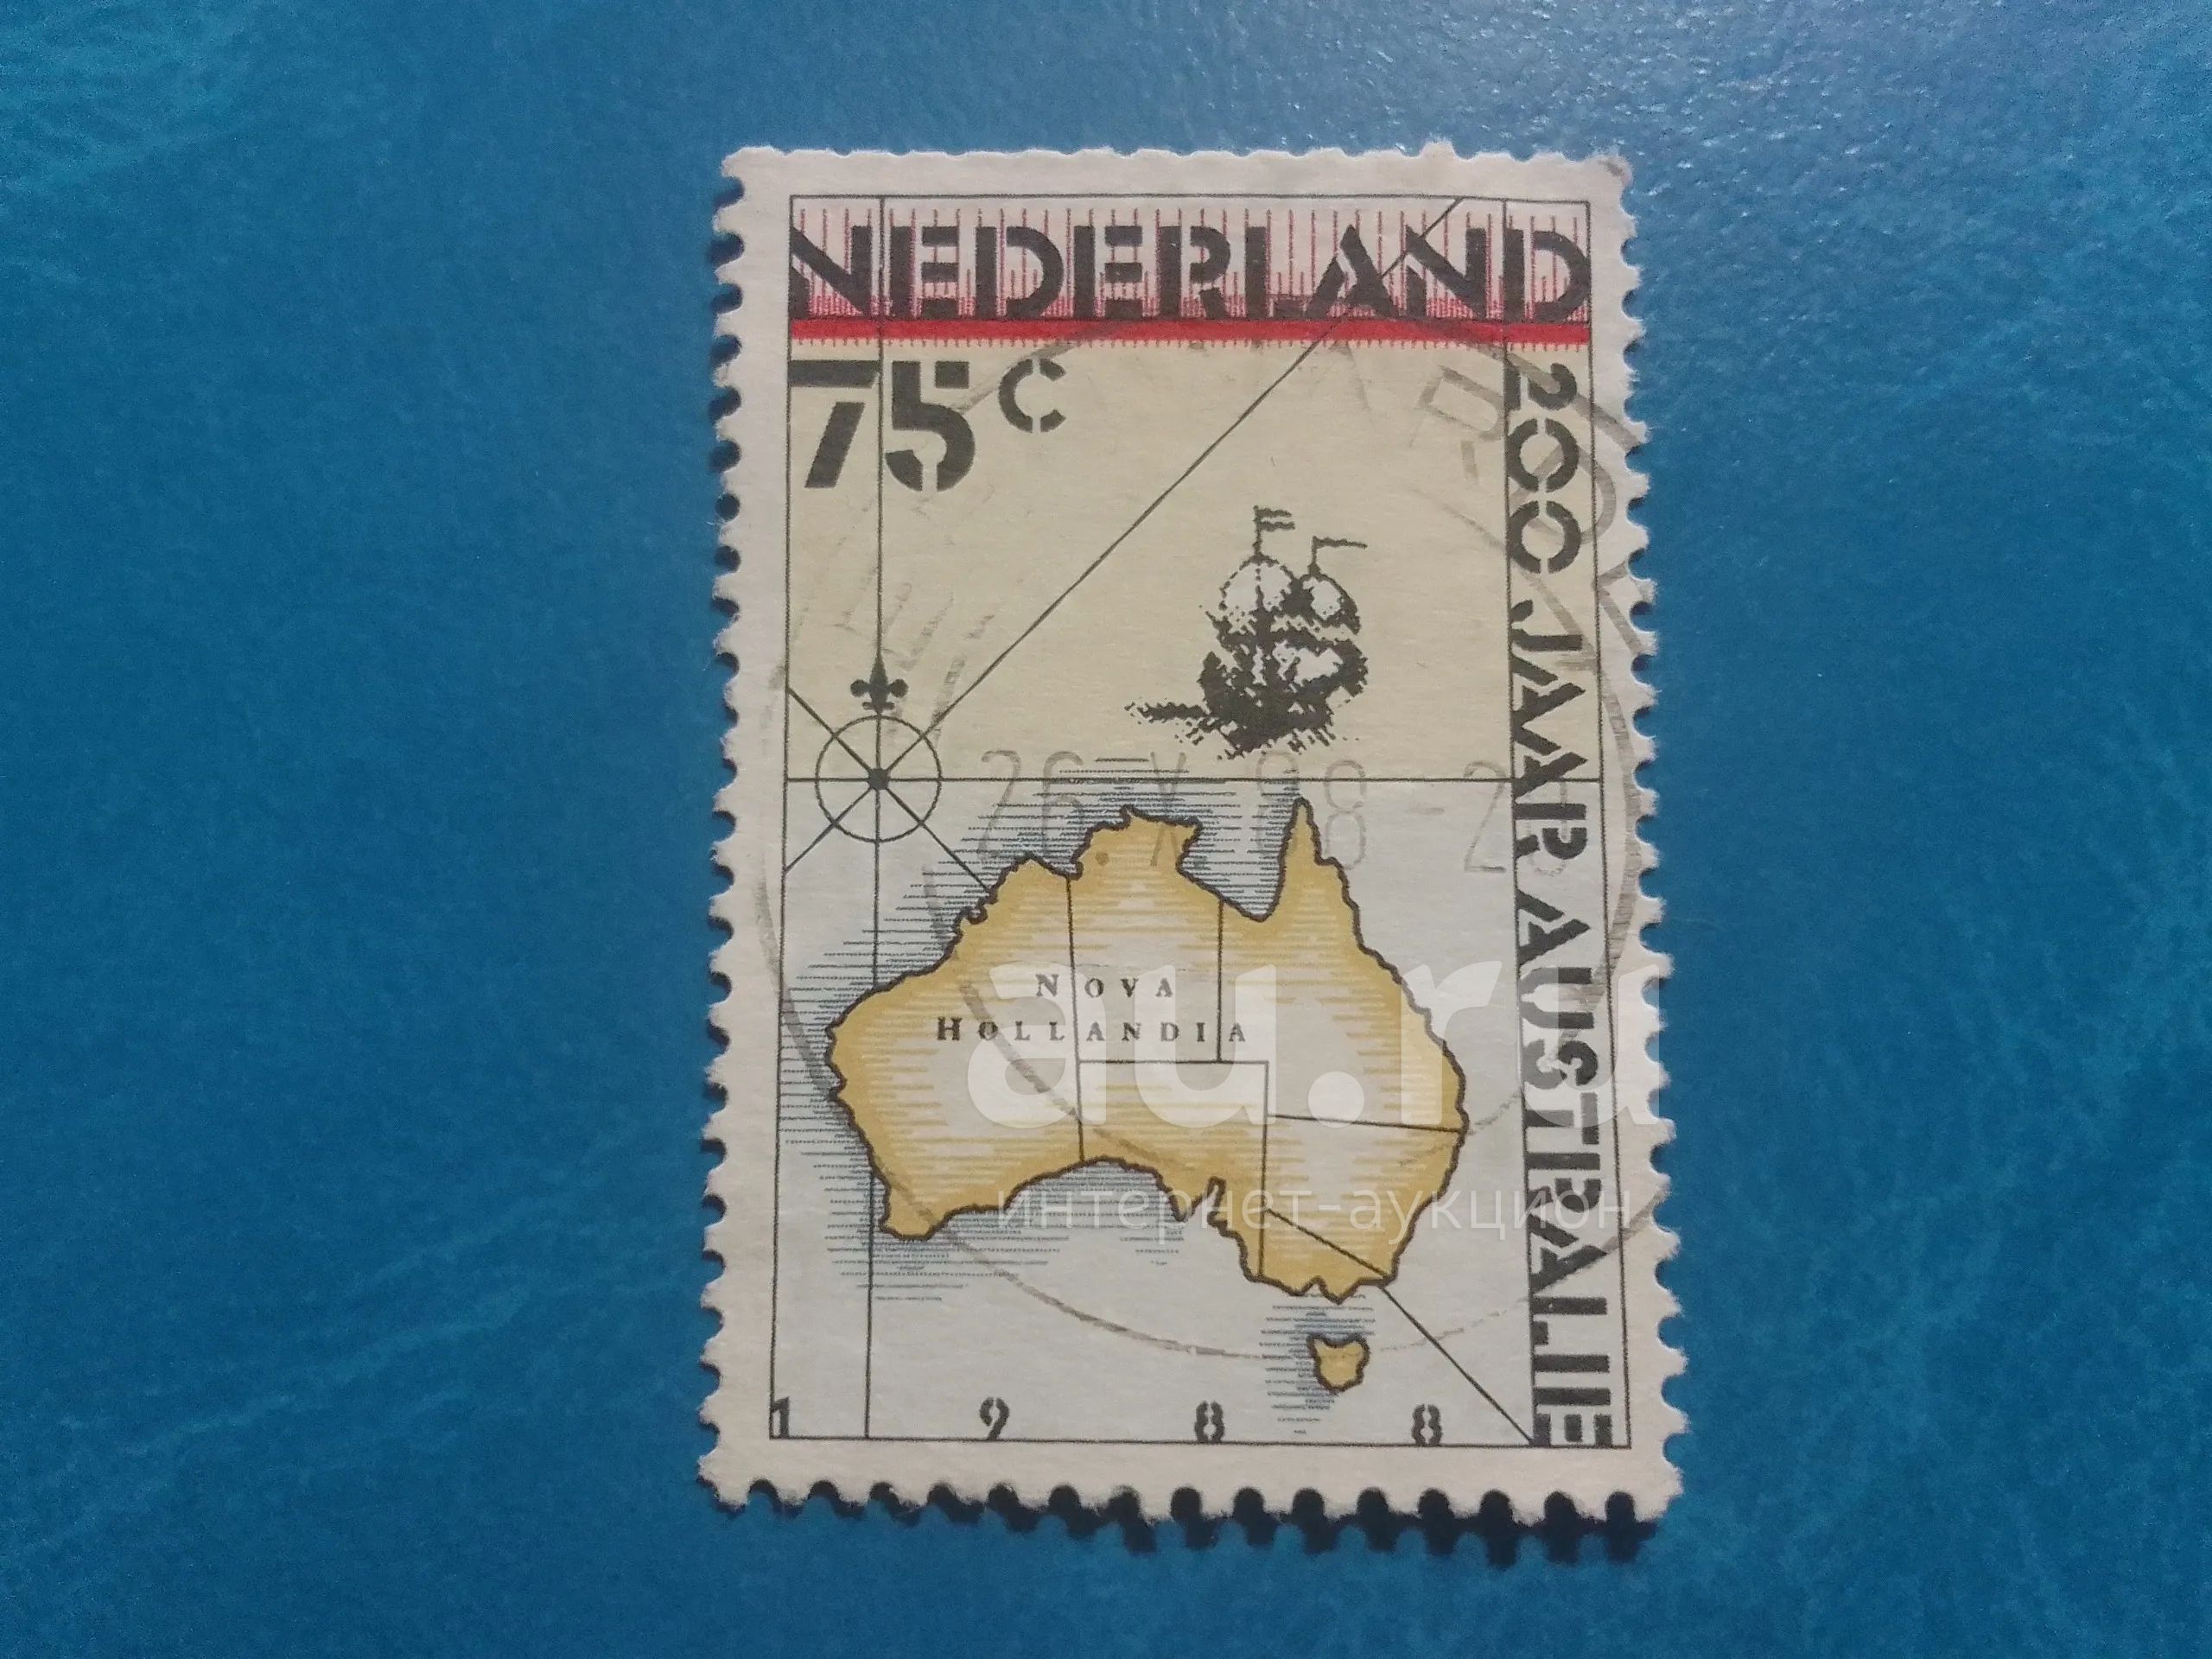 NEDERLAND
75 c
200 JAAR AUSTRALIE
NOVA
HOLLANDIA
1 9 8 8
au.ru
интернет-аукцион